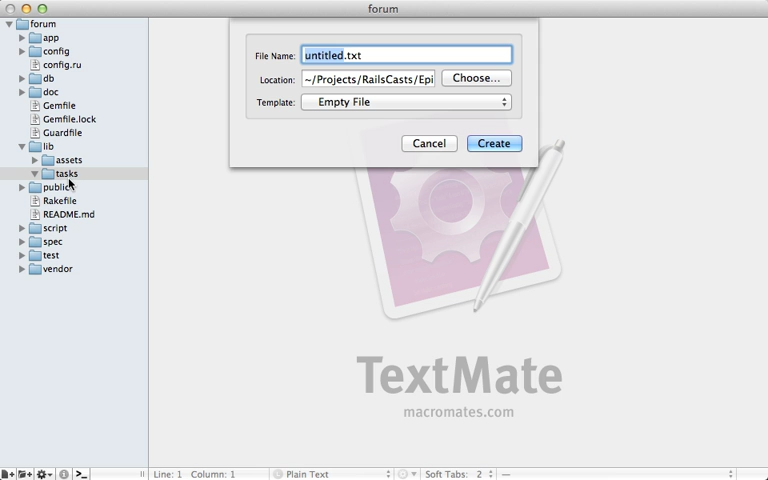 forum
forum
app
config
config.ru
db
doc
Gemfile
Gemfile.lock
Guardfile
lib
assets
tasks
public
Rakefile
README.md
script
spec
test
vendor
File Name: untitled.txt
Location: ~/Projects/RailsCasts/Epi Choose...
Template: Empty File
Cancel Create
TextMate
macromates.com
Line: 1 Column: 1 Plain Text Soft Tabs: 2 —